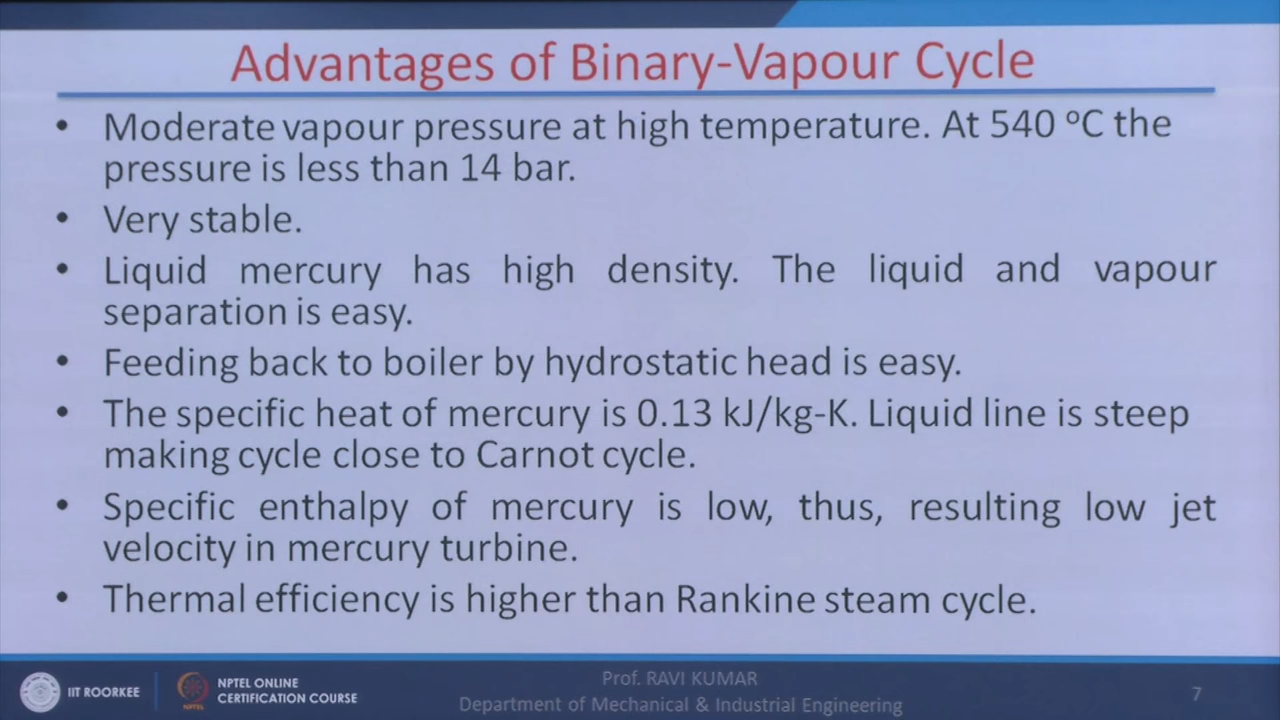 Advantages of Binary-Vapour Cycle
• Moderate vapour pressure at high temperature. At 540 °C the
pressure is less than 14 bar.
• Very stable.
• Liquid mercury has high density. The liquid and vapour
separation is easy.
• Feeding back to boiler by hydrostatic head is easy.
• The specific heat of mercury is 0.13 kJ/kg-K. Liquid line is steep
making cycle close to Carnot cycle.
• Specific enthalpy of mercury is low, thus, resulting low jet
velocity in mercury turbine.
• Thermal efficiency is higher than Rankine steam cycle.
IIT ROORKEE
NPTEL ONLINE
CERTIFICATION COURSE
Prof. RAVI KUMAR
Department of Mechanical & Industrial Engineering
7